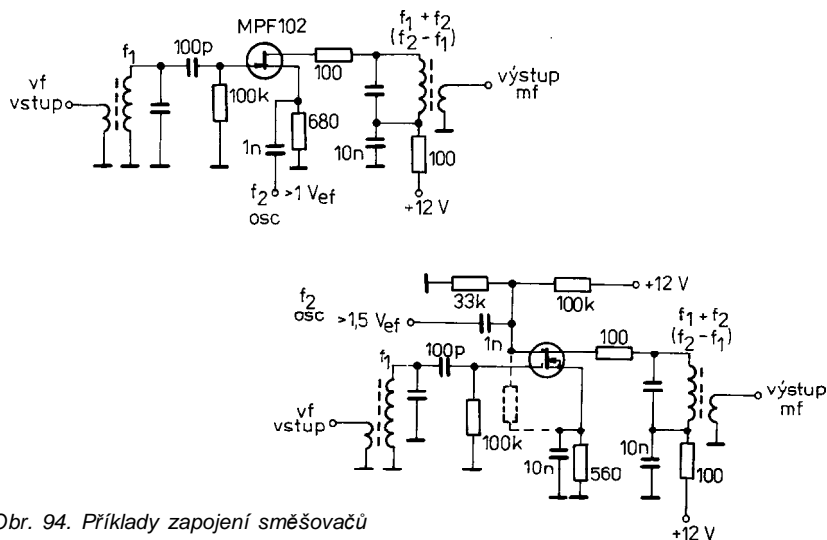 MPF102
f1
100p
vf
vstup
100k
1n
680
f2 >1 Vef
osc
100
f1 + f2
(f2 - f1)
10n
100
+12 V
výstup
mf
33k
100k
+12 V
f2
osc >1,5 Vef
1n
f1
100p
vf
vstup
100k
10n
560
100
f1 + f2
(f2 - f1)
10n
100
+12 V
výstup
mf
Obr. 94. Příklady zapojení směšovačů